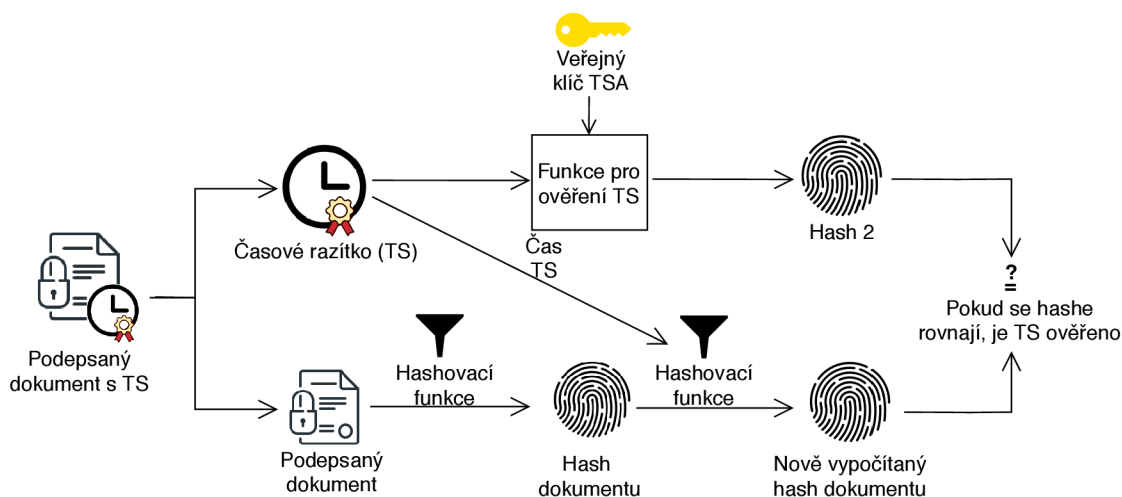 Veřejný
klíč TSA
Funkce pro
ověření TS
Časové razítko (TS)
Čas
TS
Hash 2
?
=
Pokud se hashe
rovnají, je TS ověřeno
Podepsaný
dokument s TS
Hashovací
funkce
Hashovací
funkce
Podepsaný
dokument
Hash
dokumentu
Nově vypočítaný
hash dokumentu